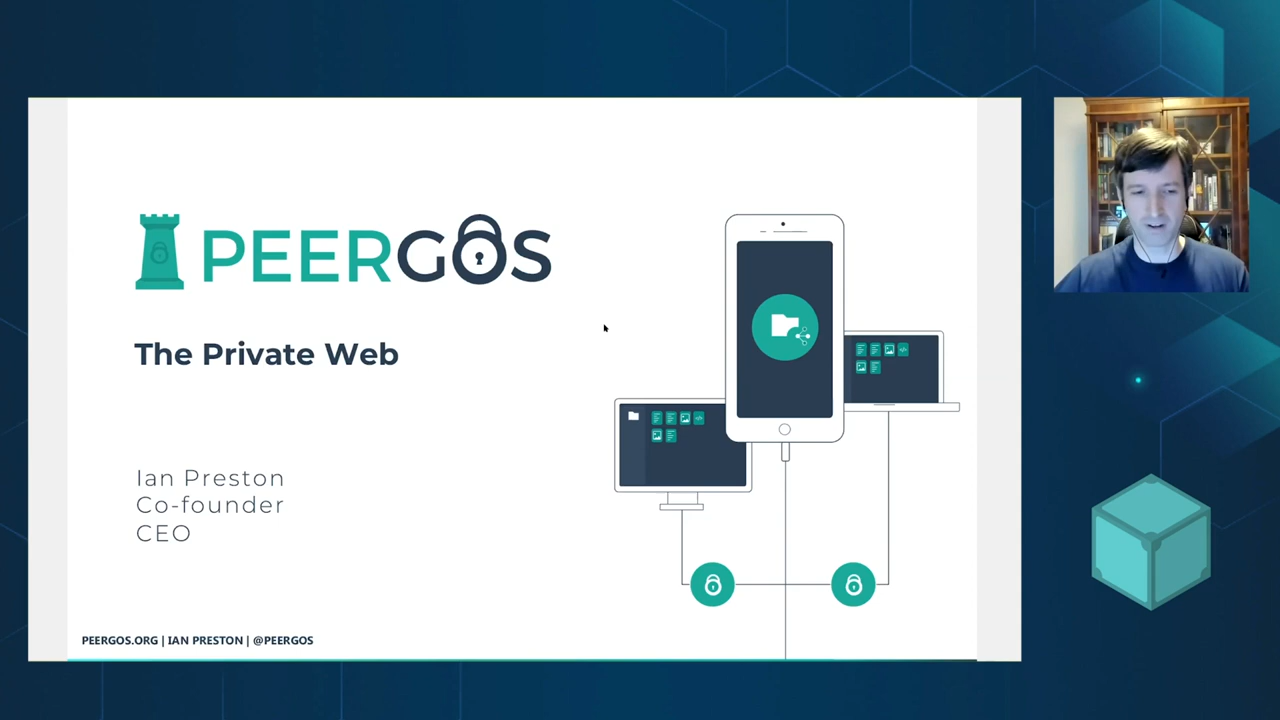 PEERGOS
The Private Web
Ian Preston
Co-founder
CEO
PEERGOS.ORG | IAN PRESTON | @PEERGOS